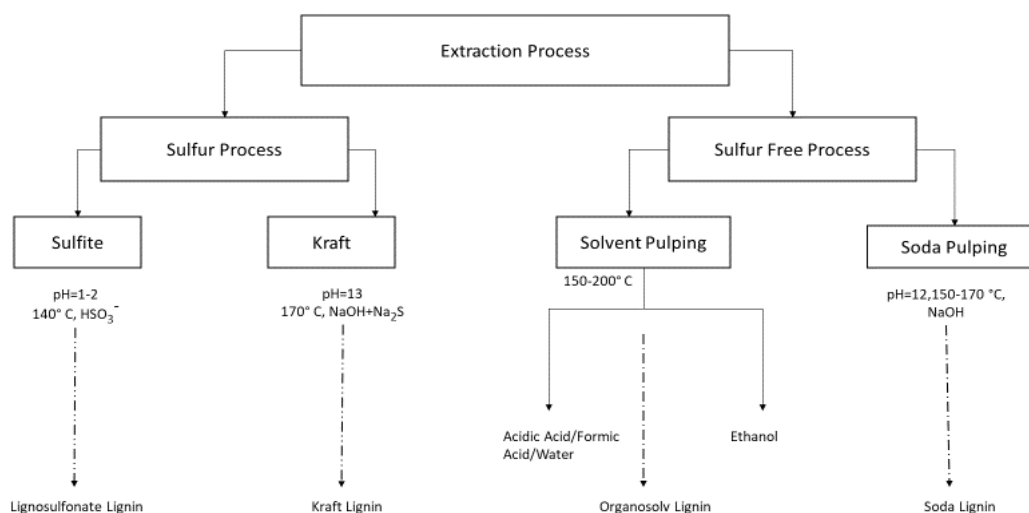 Extraction Process
Sulfur Process
Sulfur Free Process
Sulfite
Kraft
Solvent Pulping
Soda Pulping
pH=1-2
140° C, HSO₃⁻
pH=13
170° C, NaOH+Na₂S
150-200° C
pH=12,150-170 °C,
NaOH
Acidic Acid/Formic
Acid/Water
Ethanol
Lignosulfonate Lignin
Kraft Lignin
Organosolv Lignin
Soda Lignin